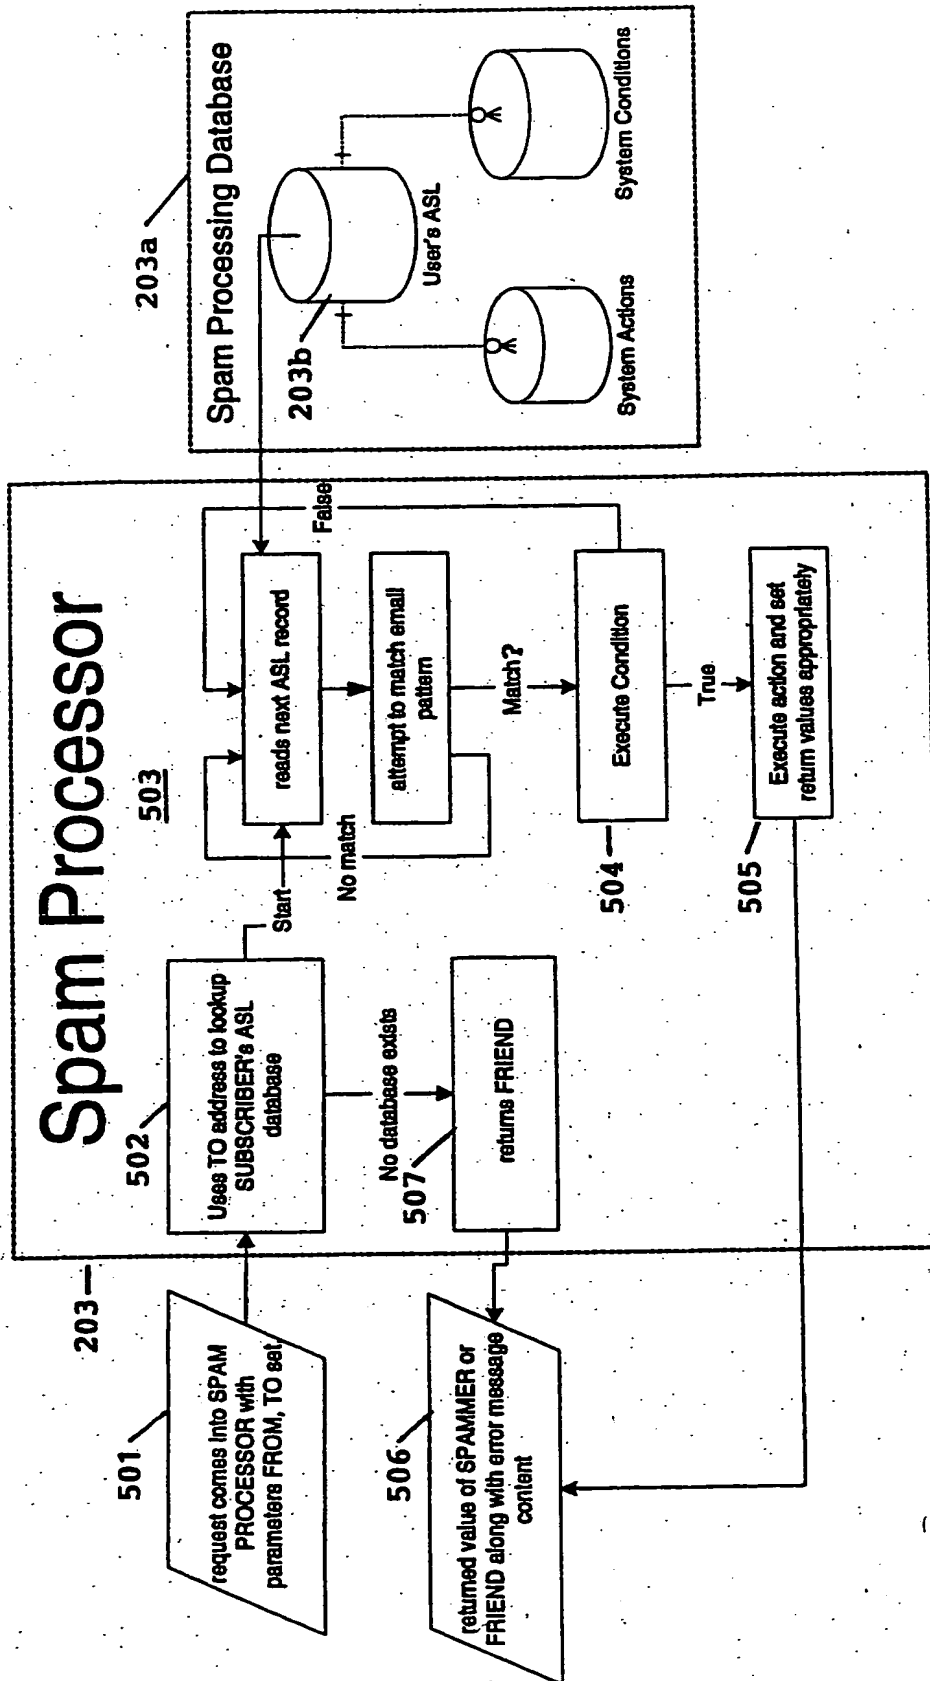 Spam Processor
203
501
request comes into SPAM
PROCESSOR with
parameters FROM, TO set
502
Uses TO address to lookup
SUBSCRIBER's ASL
database
Start
No database exists
507
returns FRIEND
506
returned value of SPAMMER or
FRIEND along with error message
content
503
reads next ASL record
False
attempt to match email
pattern
No match
Match?
504
Execute Condition
True
505
Execute action and set
return values appropriately
203a
Spam Processing Database
203b
User's ASL
System Actions
System Conditions